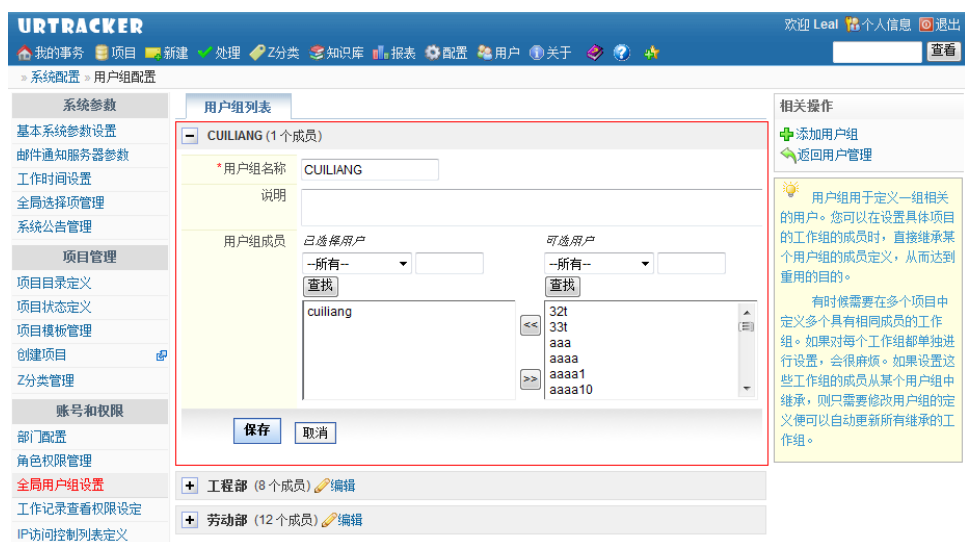 URTRACKER
欢迎 Leal 个人信息 退出
我的事务 项目 新建 处理 Z分类 知识库 报表 配置 用户 关于 查看
» 系统配置 » 用户组配置
系统参数
基本系统参数设置
邮件通知服务器参数
工作时间设置
全局选择项管理
系统公告管理
项目管理
项目目录定义
项目状态定义
项目模板管理
创建项目
Z分类管理
账号和权限
部门配置
角色权限管理
全局用户组设置
工作记录查看权限设定
IP访问控制列表定义
用户组列表
CUILIANG (1 个成员)
*用户组名称 CUILIANG
说明
用户组成员 已选择用户 可选用户
--所有-- --所有--
查找 查找
cuiliang
<<
>>
32t
33t
aaa
aaaa
aaaa1
aaaa10
保存 取消
工程部 (8 个成员) 编辑
劳动部 (12 个成员) 编辑
相关操作
添加用户组
返回用户管理
用户组用于定义一组相关
的用户。您可以在设置具体项目
的工作组的成员时，直接继承某
个用户组的成员定义，从而达到
重用的目的。
有时候需要在多个项目中
定义多个具有相同成员的工作
组。如果对每个工作组都单独进
行设置，会很麻烦。如果设置这
些工作组的成员从某个用户组中
继承，则只需要修改用户组的定
义便可以自动更新所有继承的工
作组。